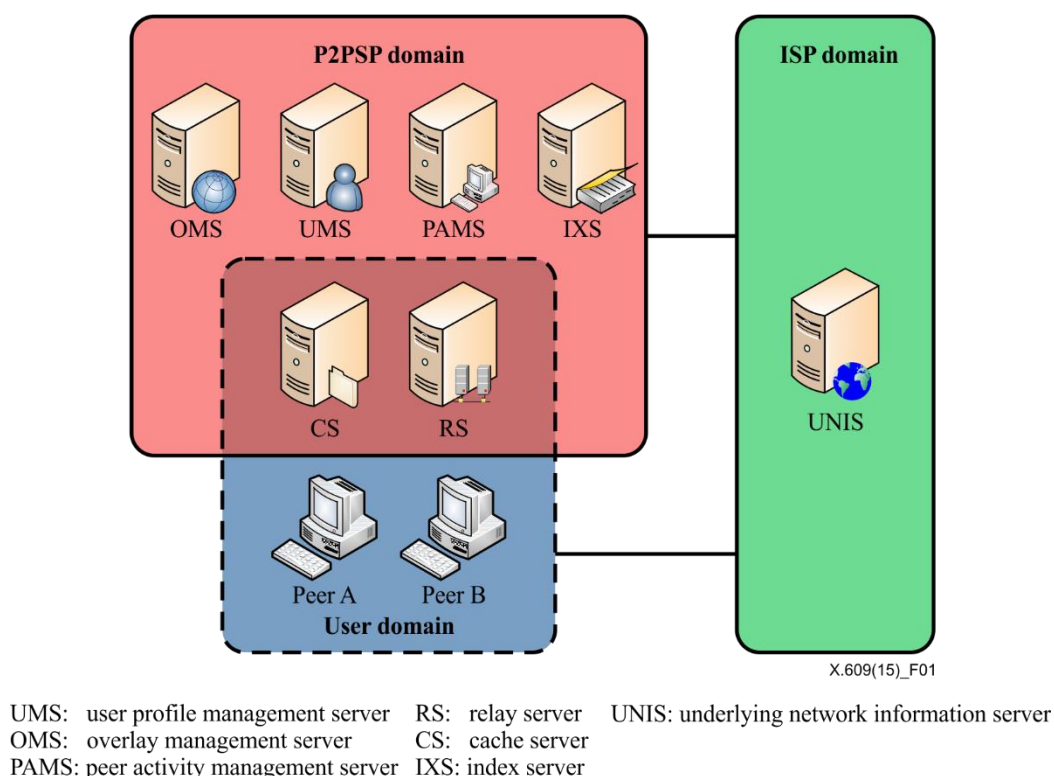 P2PSP domain
ISP domain
OMS
UMS
PAMS
IXS
CS
RS
UNIS
Peer A
Peer B
User domain
X.609(15)_F01
UMS: user profile management server RS: relay server UNIS: underlying network information server
OMS: overlay management server CS: cache server
PAMS: peer activity management server IXS: index server